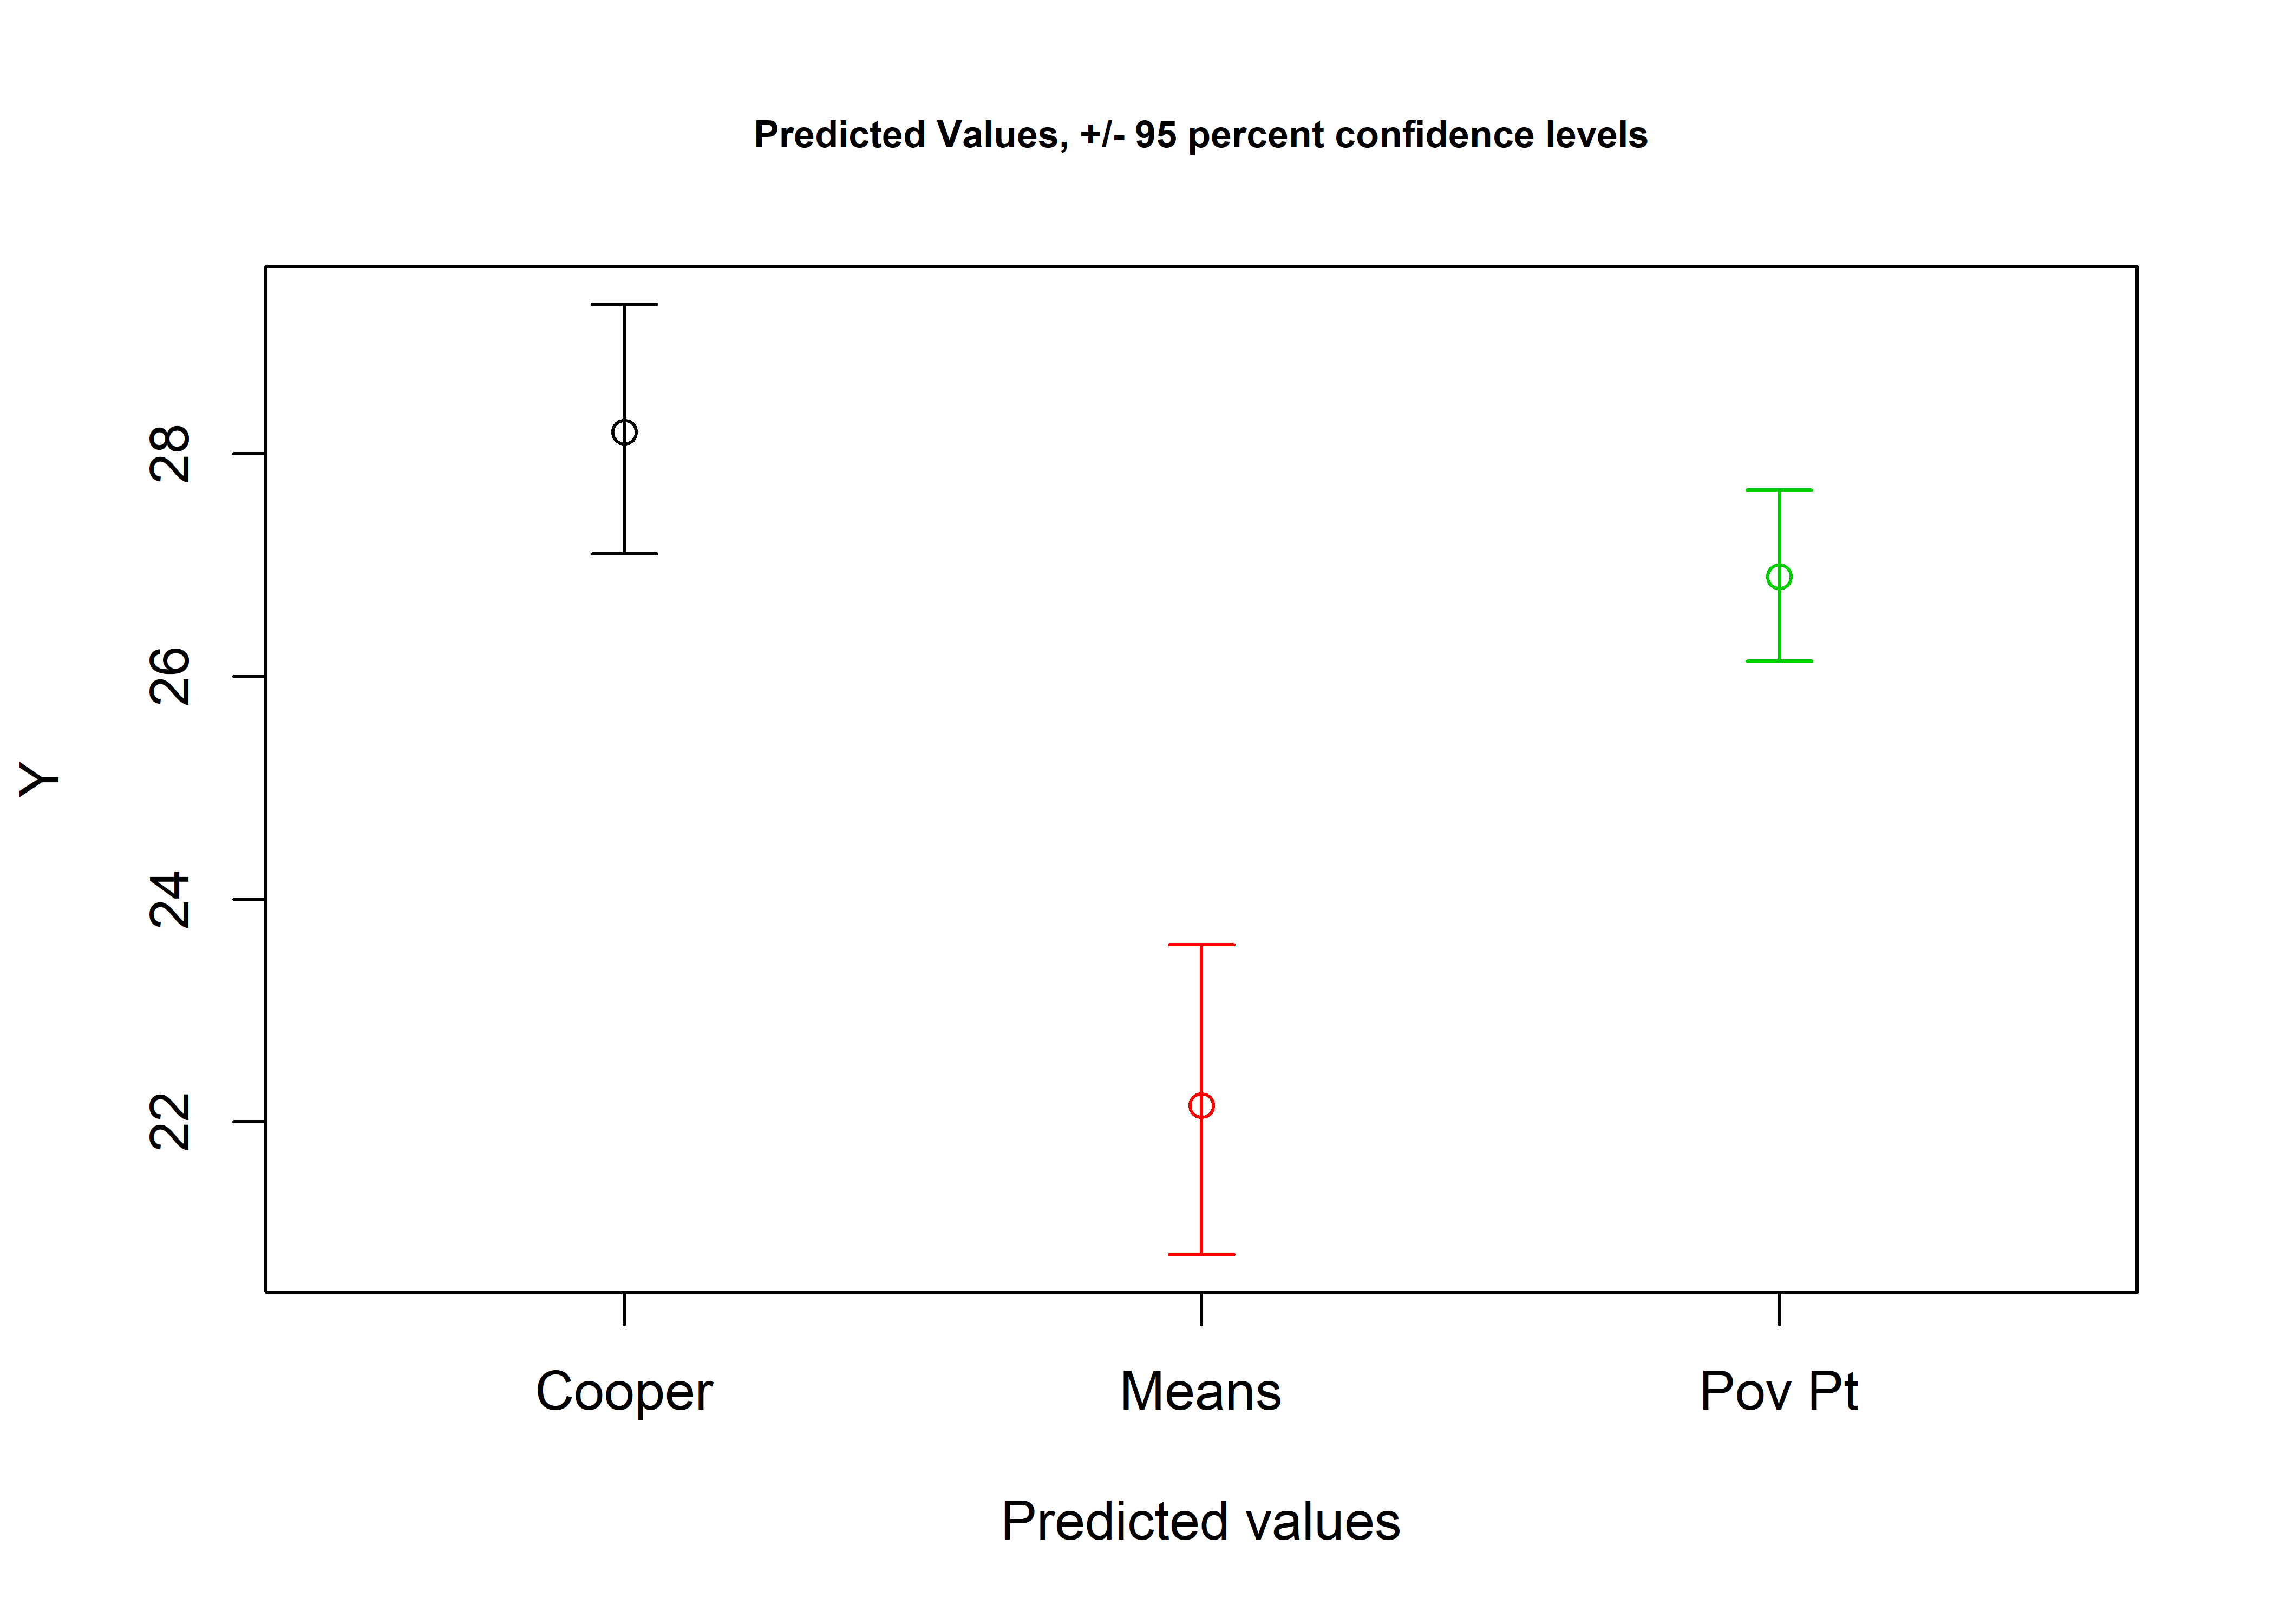 Predicted Values, +/- 95 percent confidence levels
28
26
24
22
Y
Cooper Means Pov Pt
Predicted values